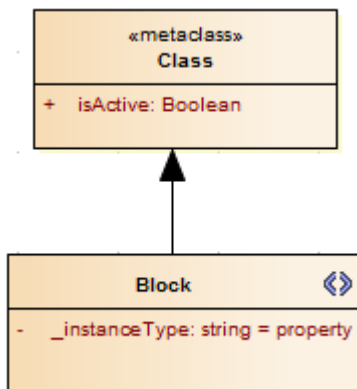 «metaclass»
Class
+ isActive: Boolean
Block
- _instanceType: string = property